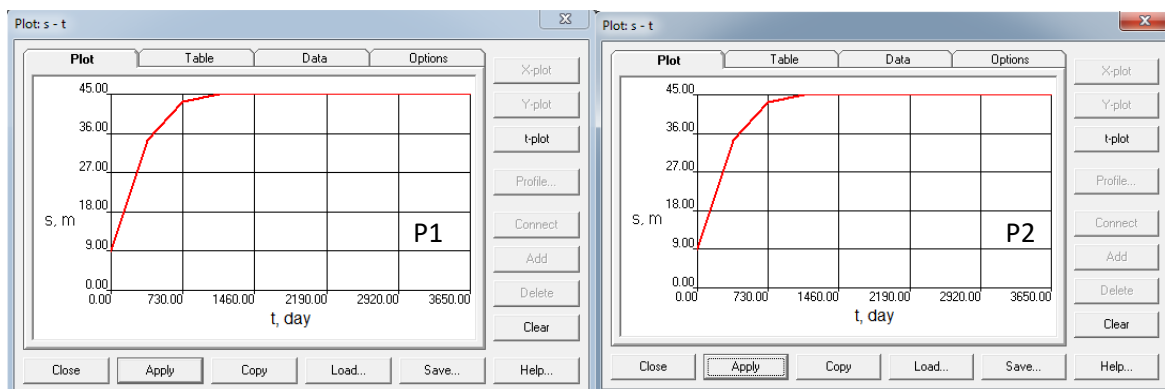 Plot: s - t
Plot Table Data Options
45.00
36.00
27.00
18.00
9.00
0.00
s, m
P1
0.00 730.00 1460.00 2190.00 2920.00 3650.00
t, day
X-plot
Y-plot
t-plot
Profile...
Connect
Add
Delete
Clear
Close Apply Copy Load... Save... Help...
Plot: s - t
Plot Table Data Options
45.00
36.00
27.00
18.00
9.00
0.00
s, m
P2
0.00 730.00 1460.00 2190.00 2920.00 3650.00
t, day
X-plot
Y-plot
t-plot
Profile...
Connect
Add
Delete
Clear
Close Apply Copy Load... Save... Help...